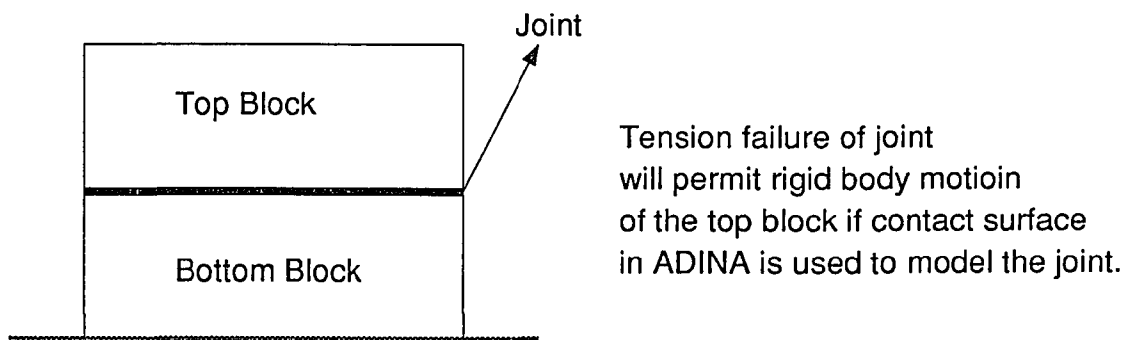 Joint
Top Block
Tension failure of joint
will permit rigid body motioin
of the top block if contact surface
in ADINA is used to model the joint.
Bottom Block